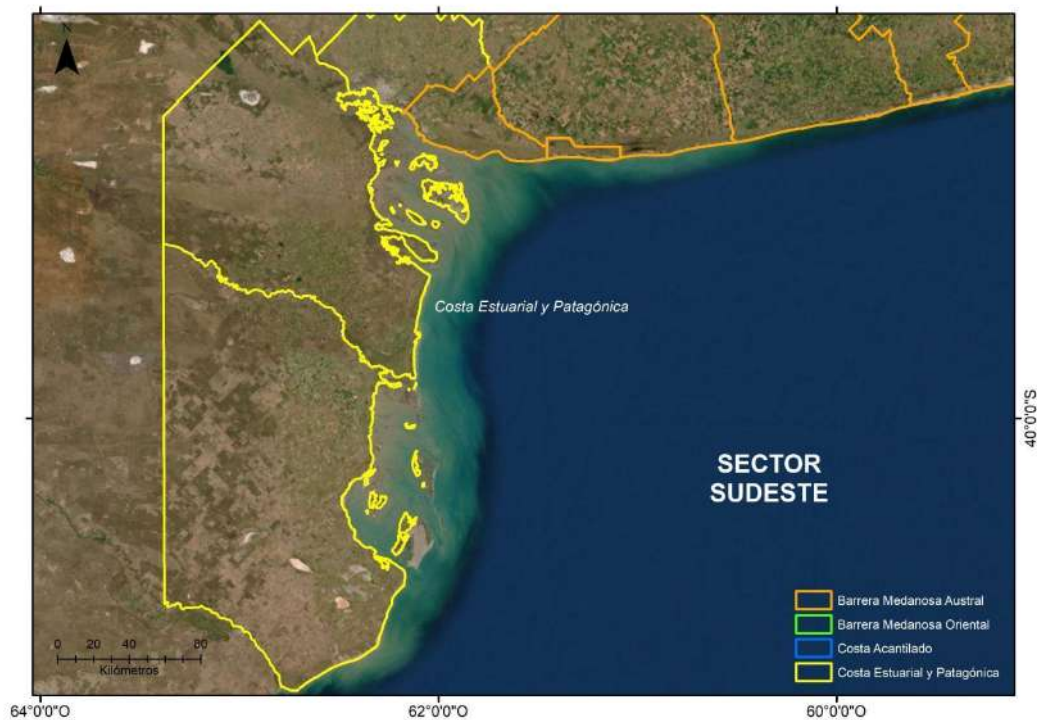 N
Costa Estuarial y Patagónica
40°0'0"S
SECTOR
SUDESTE
Barrera Medanosa Austral
Barrera Medanosa Oriental
Costa Acantilado
Costa Estuarial y Patagónica
0 20 40 60 80
Kilómetros
64°0'0"O 62°0'0"O 60°0'0"O